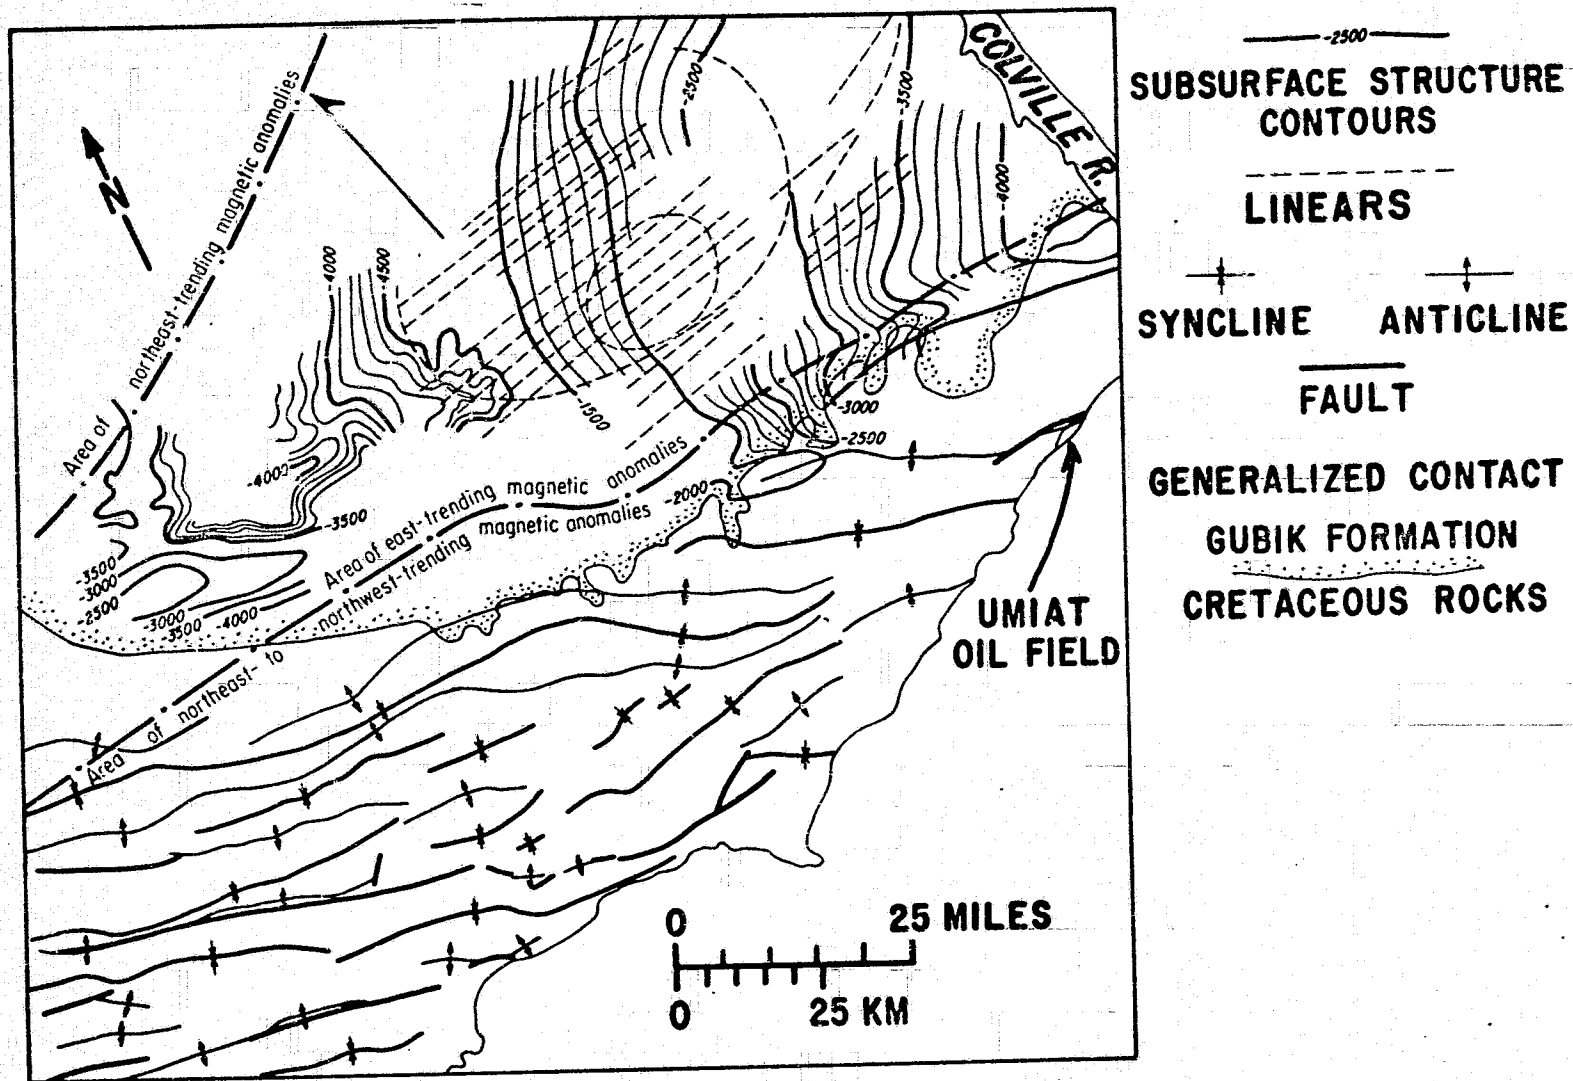 COLVILLE R.
N
Area of northeast-trending magnetic anomalies
-2500
-3500
-4000
-4000
-4500
-1500
-3000
-2500
-4000
-3500
-2000
Area of east-trending magnetic anomalies
Area of northeast- to northwest-trending magnetic anomalies
-3500
-3000
-2500
-3000
-3500
-4000
UMIAT
OIL FIELD
0 25 MILES
0 25 KM
-2500
SUBSURFACE STRUCTURE
CONTOURS
LINEARS
SYNCLINE ANTICLINE
FAULT
GENERALIZED CONTACT
GUBIK FORMATION
CRETACEOUS ROCKS